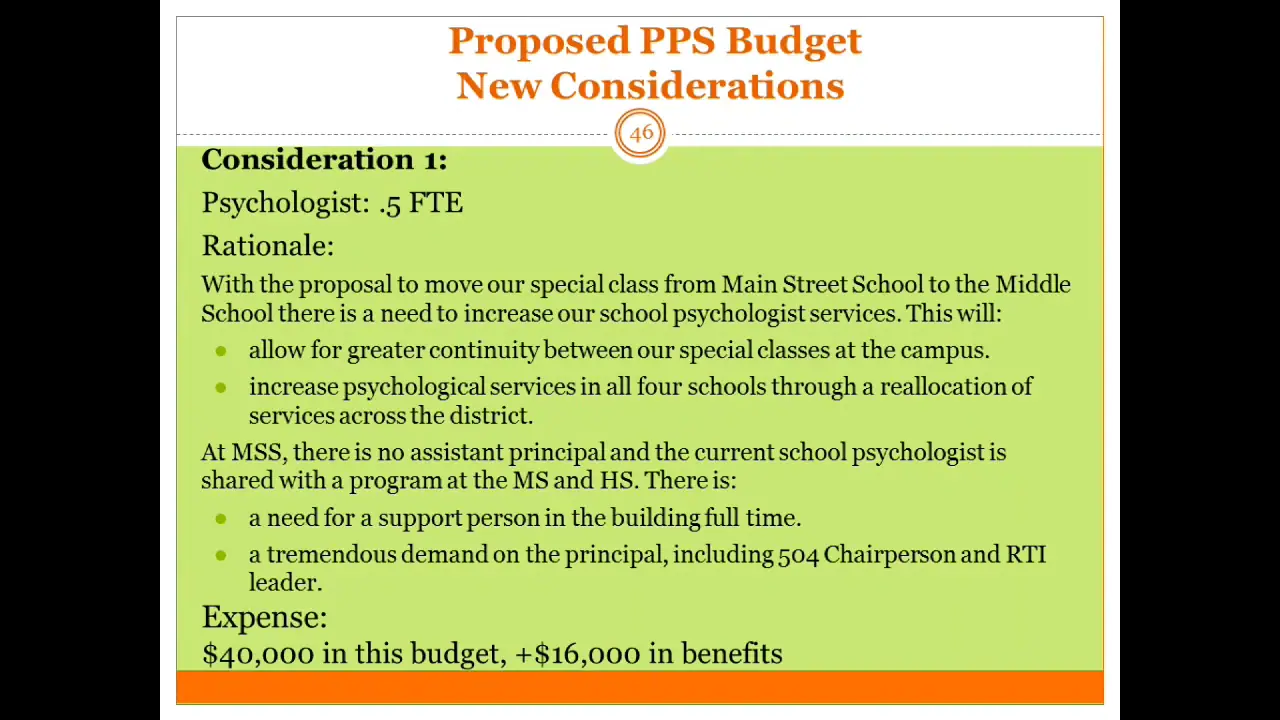 Proposed PPS Budget
New Considerations
46
Consideration 1:
Psychologist: .5 FTE
Rationale:
With the proposal to move our special class from Main Street School to the Middle
School there is a need to increase our school psychologist services. This will:
● allow for greater continuity between our special classes at the campus.
● increase psychological services in all four schools through a reallocation of
services across the district.
At MSS, there is no assistant principal and the current school psychologist is
shared with a program at the MS and HS. There is:
● a need for a support person in the building full time.
● a tremendous demand on the principal, including 504 Chairperson and RTI
leader.
Expense:
$40,000 in this budget, +$16,000 in benefits